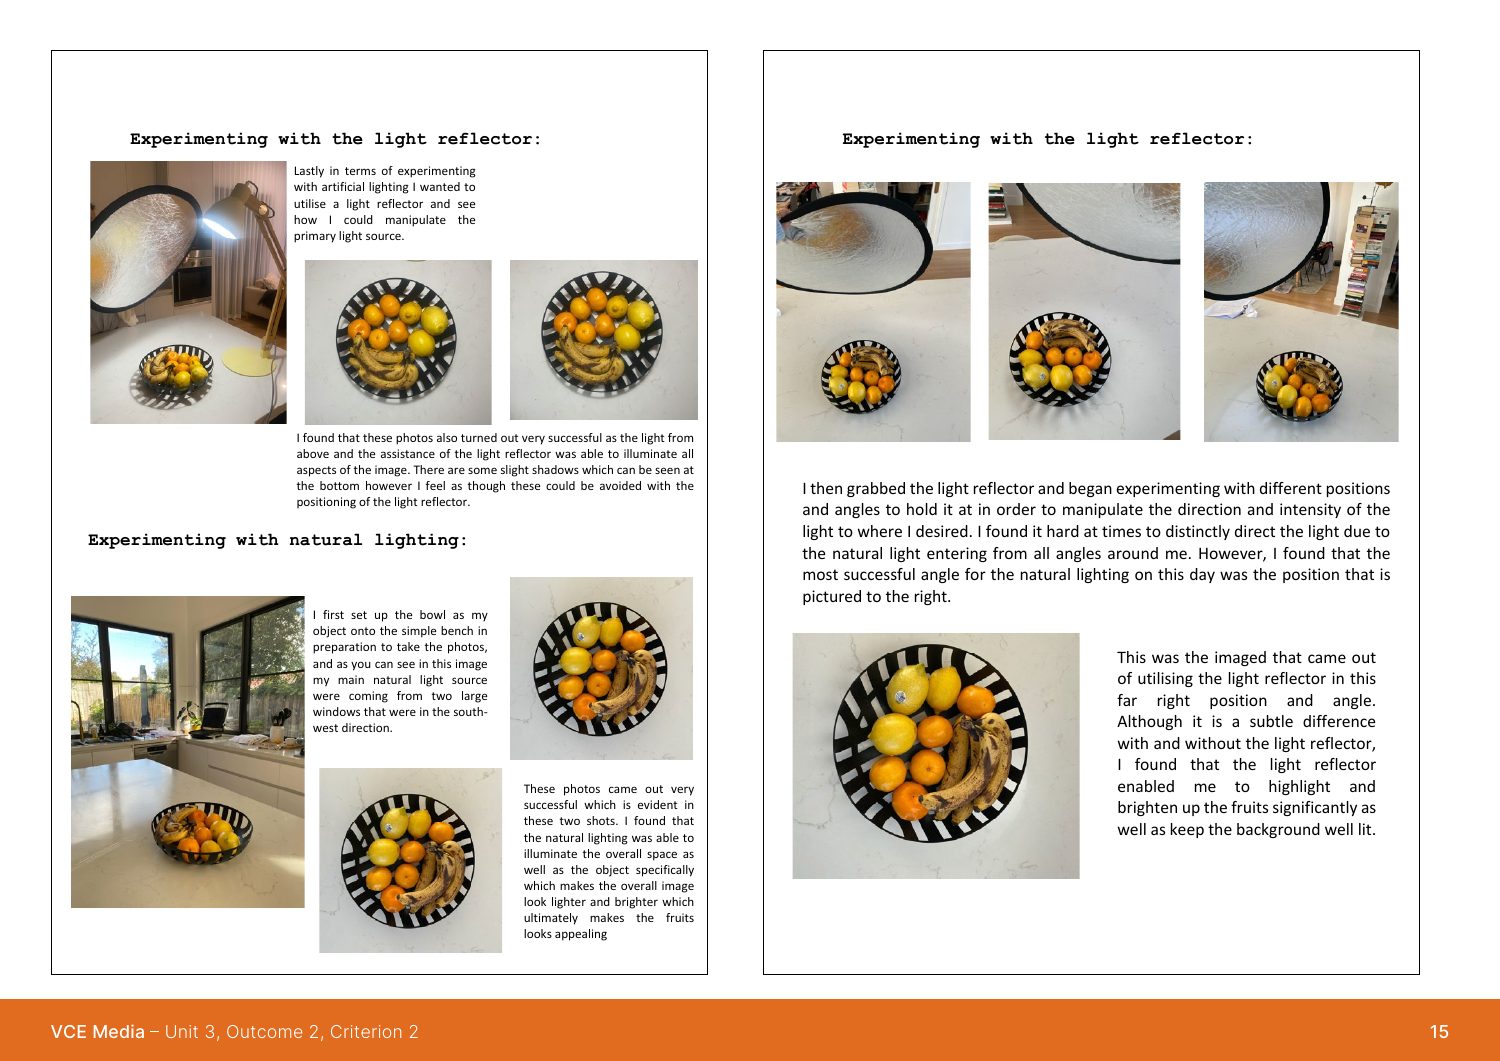 Experimenting with the light reflector:
Lastly in terms of experimenting
with artificial lighting I wanted to
utilise a light reflector and see
how I could manipulate the
primary light source.
I found that these photos also turned out very successful as the light from
above and the assistance of the light reflector was able to illuminate all
aspects of the image. There are some slight shadows which can be seen at
the bottom however I feel as though these could be avoided with the
positioning of the light reflector.
Experimenting with natural lighting:
I first set up the bowl as my
object onto the simple bench in
preparation to take the photos,
and as you can see in this image
my main natural light source
were coming from two large
windows that were in the south-
west direction.
These photos came out very
successful which is evident in
these two shots. I found that
the natural lighting was able to
illuminate the overall space as
well as the object specifically
which makes the overall image
look lighter and brighter which
ultimately makes the fruits
looks appealing
Experimenting with the light reflector:
I then grabbed the light reflector and began experimenting with different positions
and angles to hold it at in order to manipulate the direction and intensity of the
light to where I desired. I found it hard at times to distinctly direct the light due to
the natural light entering from all angles around me. However, I found that the
most successful angle for the natural lighting on this day was the position that is
pictured to the right.
This was the imaged that came out
of utilising the light reflector in this
far right position and angle.
Although it is a subtle difference
with and without the light reflector,
I found that the light reflector
enabled me to highlight and
brighten up the fruits significantly as
well as keep the background well lit.
VCE Media – Unit 3, Outcome 2, Criterion 2
15